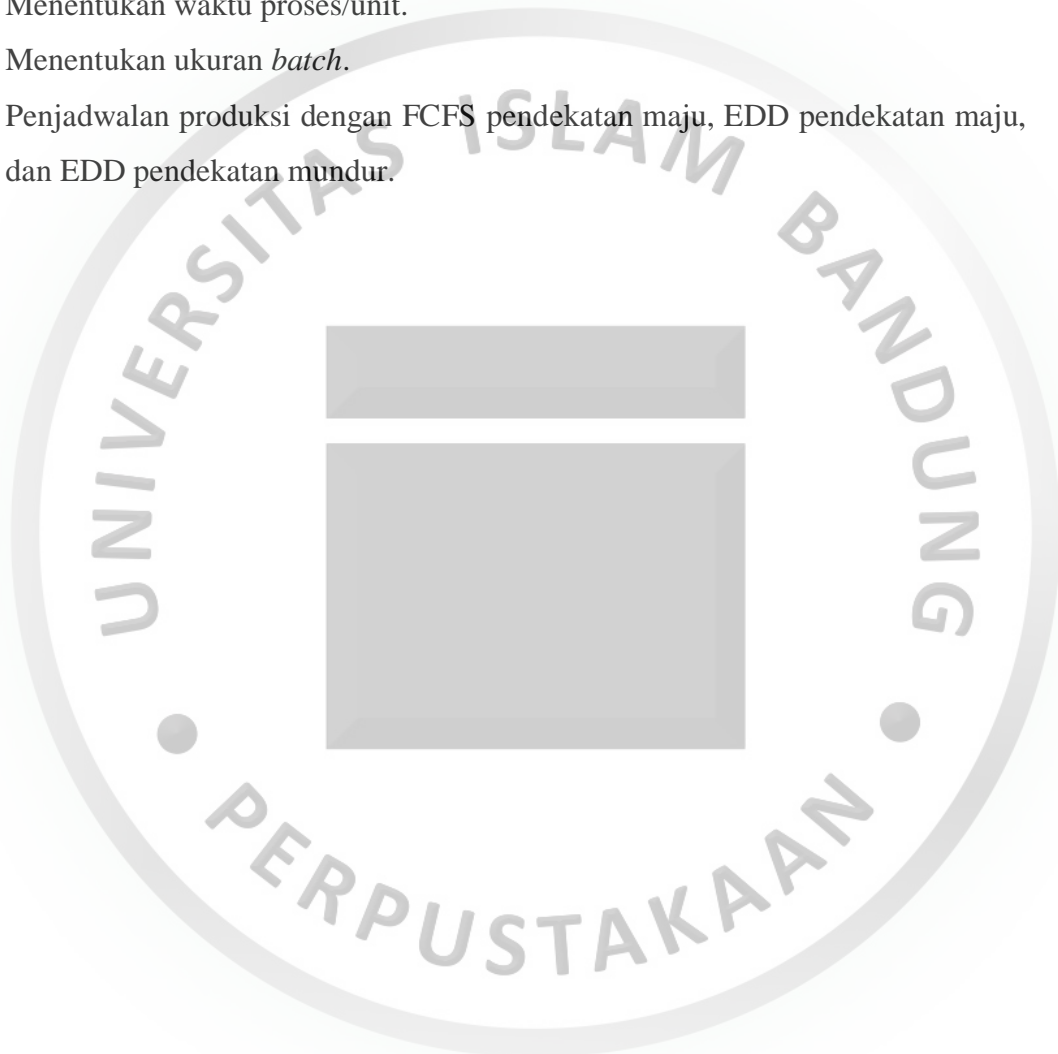 Menentukan waktu proses/unit.
Menentukan ukuran batch.
Penjadwalan produksi dengan FCFS pendekatan maju, EDD pendekatan maju,
dan EDD pendekatan mundur.
UNIVERSITAS ISLAM BANDUNG
PERPUSTAKAAN